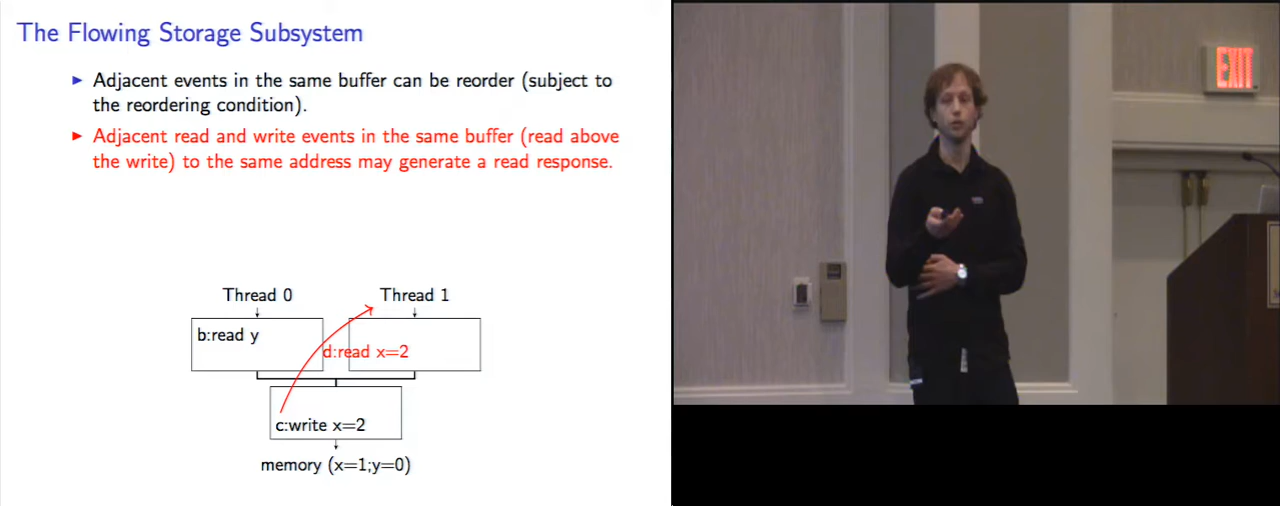 The Flowing Storage Subsystem
► Adjacent events in the same buffer can be reorder (subject to
the reordering condition).
► Adjacent read and write events in the same buffer (read above
the write) to the same address may generate a read response.
Thread 0
Thread 1
b:read y
d:read x=2
c:write x=2
memory (x=1;y=0)
EXIT